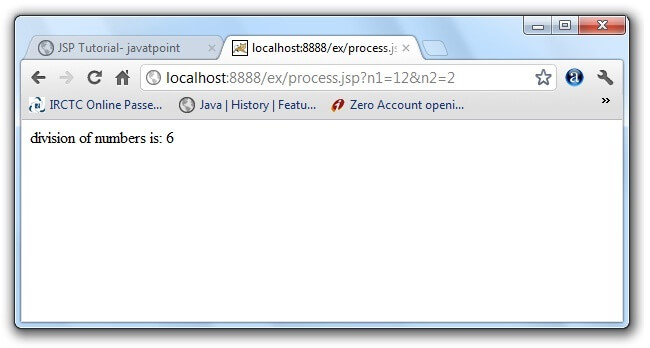 JSP Tutorial- javatpoint localhost:8888/ex/process.js
localhost:8888/ex/process.jsp?n1=12&n2=2
IRCTC Online Passe... Java | History | Featu... Zero Account openi... »
division of numbers is: 6